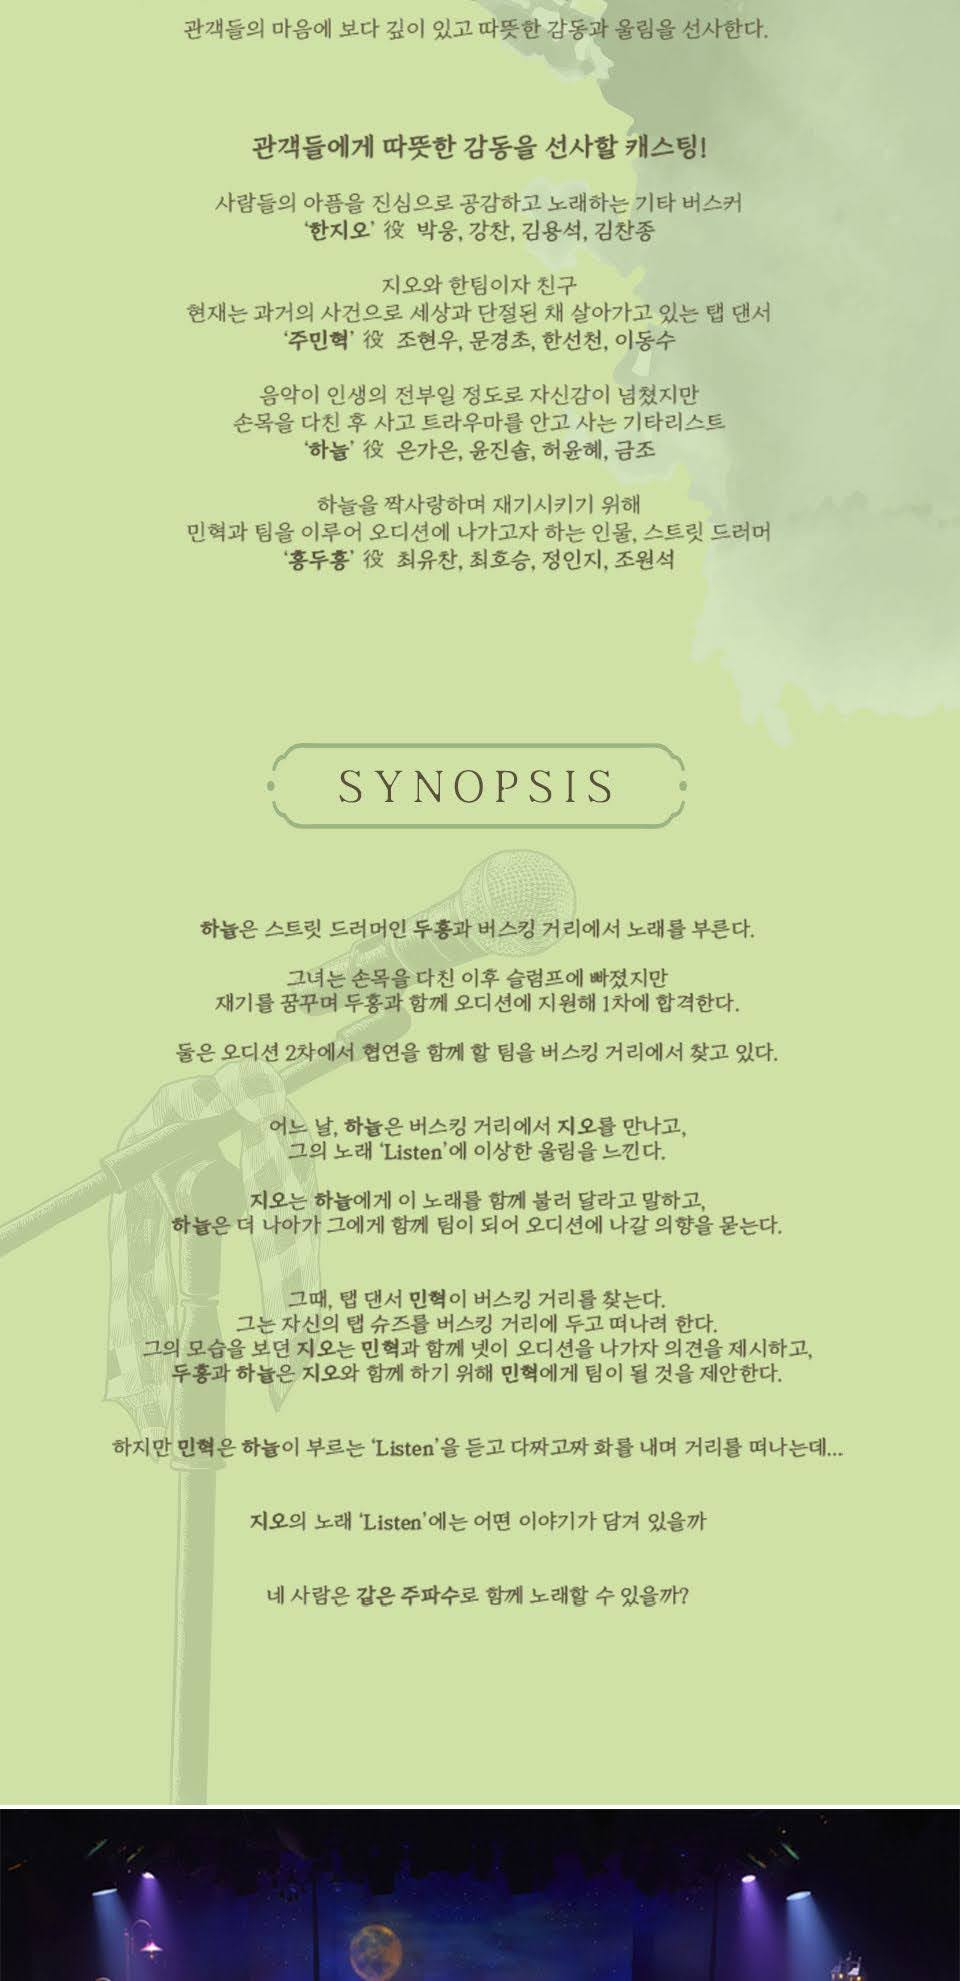 관객들의 마음에 보다 깊이 있고 따뜻한 감동과 울림을 선사한다.
관객들에게 따뜻한 감동을 선사할 캐스팅!
사람들의 아픔을 진심으로 공감하고 노래하는 기타 버스커
‘한지오’ 役 박웅, 강찬, 김용석, 김찬종
지오와 한팀이자 친구
현재는 과거의 사건으로 세상과 단절된 채 살아가고 있는 탭 댄서
‘주민혁’ 役 조현우, 문경초, 한선천, 이동수
음악이 인생의 전부일 정도로 자신감이 넘쳤지만
손목을 다친 후 사고 트라우마를 안고 사는 기타리스트
‘하늘’ 役 은가은, 윤진솔, 허윤혜, 금조
하늘을 짝사랑하며 재기시키기 위해
민혁과 팀을 이루어 오디션에 나가고자 하는 인물, 스트릿 드러머
‘홍두홍’ 役 최유찬, 최호승, 정인지, 조원석
SYNOPSIS
하늘은 스트릿 드러머인 두홍과 버스킹 거리에서 노래를 부른다.
그녀는 손목을 다친 이후 슬럼프에 빠졌지만
재기를 꿈꾸며 두홍과 함께 오디션에 지원해 1차에 합격한다.
둘은 오디션 2차에서 협연을 함께 할 팀을 버스킹 거리에서 찾고 있다.
어느 날, 하늘은 버스킹 거리에서 지오를 만나고,
그의 노래 ‘Listen’에 이상한 울림을 느낀다.
지오는 하늘에게 이 노래를 함께 불러 달라고 말하고,
하늘은 더 나아가 그에게 함께 팀이 되어 오디션에 나갈 의향을 묻는다.
그때, 탭 댄서 민혁이 버스킹 거리를 찾는다.
그는 자신의 탭 슈즈를 버스킹 거리에 두고 떠나려 한다.
그의 모습을 보던 지오는 민혁과 함께 넷이 오디션을 나가자 의견을 제시하고,
두홍과 하늘은 지오와 함께 하기 위해 민혁에게 팀이 될 것을 제안한다.
하지만 민혁은 하늘이 부르는 ‘Listen’을 듣고 다짜고짜 화를 내며 거리를 떠나는데...
지오의 노래 ‘Listen’에는 어떤 이야기가 담겨 있을까
네 사람은 같은 주파수로 함께 노래할 수 있을까?